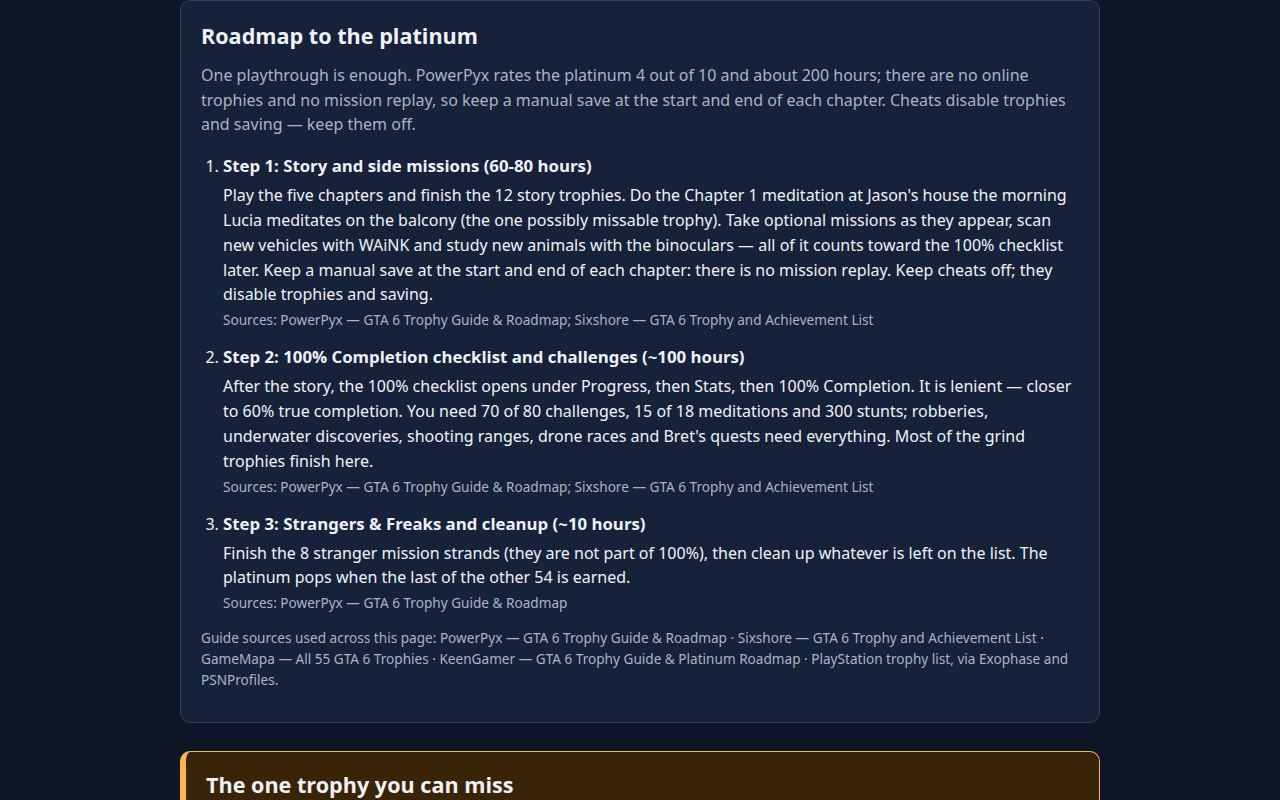 Roadmap to the platinum
One playthrough is enough. PowerPyx rates the platinum 4 out of 10 and about 200 hours; there are no online
trophies and no mission replay, so keep a manual save at the start and end of each chapter. Cheats disable trophies
and saving — keep them off.
1. Step 1: Story and side missions (60-80 hours)
Play the five chapters and finish the 12 story trophies. Do the Chapter 1 meditation at Jason's house the morning
Lucia meditates on the balcony (the one possibly missable trophy). Take optional missions as they appear, scan
new vehicles with WAiNK and study new animals with the binoculars — all of it counts toward the 100% checklist
later. Keep a manual save at the start and end of each chapter: there is no mission replay. Keep cheats off; they
disable trophies and saving.
Sources: PowerPyx — GTA 6 Trophy Guide & Roadmap; Sixshore — GTA 6 Trophy and Achievement List
2. Step 2: 100% Completion checklist and challenges (~100 hours)
After the story, the 100% checklist opens under Progress, then Stats, then 100% Completion. It is lenient — closer
to 60% true completion. You need 70 of 80 challenges, 15 of 18 meditations and 300 stunts; robberies,
underwater discoveries, shooting ranges, drone races and Bret's quests need everything. Most of the grind
trophies finish here.
Sources: PowerPyx — GTA 6 Trophy Guide & Roadmap; Sixshore — GTA 6 Trophy and Achievement List
3. Step 3: Strangers & Freaks and cleanup (~10 hours)
Finish the 8 stranger mission strands (they are not part of 100%), then clean up whatever is left on the list. The
platinum pops when the last of the other 54 is earned.
Sources: PowerPyx — GTA 6 Trophy Guide & Roadmap
Guide sources used across this page: PowerPyx — GTA 6 Trophy Guide & Roadmap · Sixshore — GTA 6 Trophy and Achievement List ·
GameMapa — All 55 GTA 6 Trophies · KeenGamer — GTA 6 Trophy Guide & Platinum Roadmap · PlayStation trophy list, via Exophase and
PSNProfiles.
The one trophy you can miss